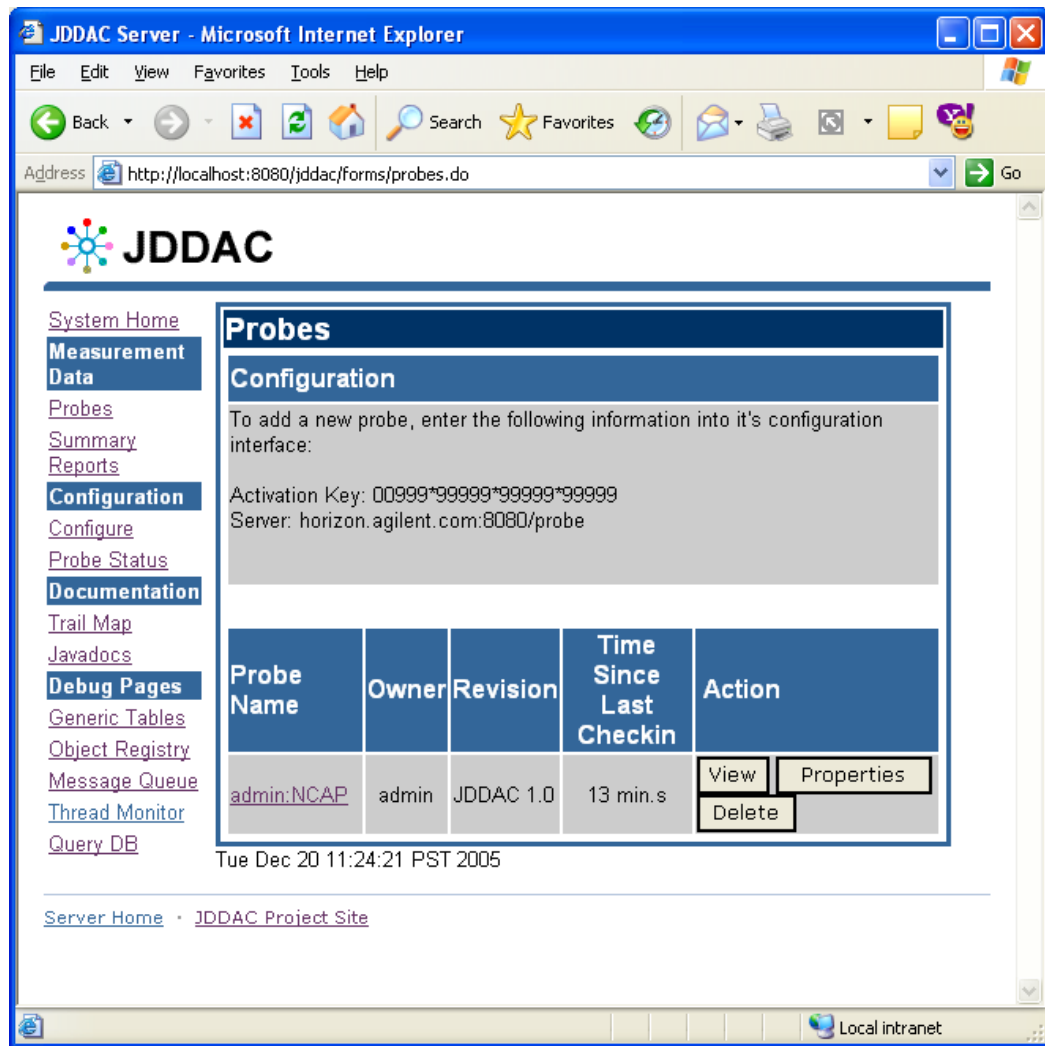 JDDAC Server - Microsoft Internet Explorer
File Edit View Favorites Tools Help
Back Search Favorites
Address http://localhost:8080/jddac/forms/probes.do Go
JDDAC
System Home
Measurement
Data
Probes
Summary
Reports
Configuration
Configure
Probe Status
Documentation
Trail Map
Javadocs
Debug Pages
Generic Tables
Object Registry
Message Queue
Thread Monitor
Query DB
Probes
Configuration
To add a new probe, enter the following information into it's configuration
interface:
Activation Key: 00999*99999*99999*99999
Server: horizon.agilent.com:8080/probe
Probe
Name
Owner
Revision
Time
Since
Last
Checkin
Action
admin:NCAP admin JDDAC 1.0 13 min.s
View Properties
Delete
Tue Dec 20 11:24:21 PST 2005
Server Home · JDDAC Project Site
Local intranet